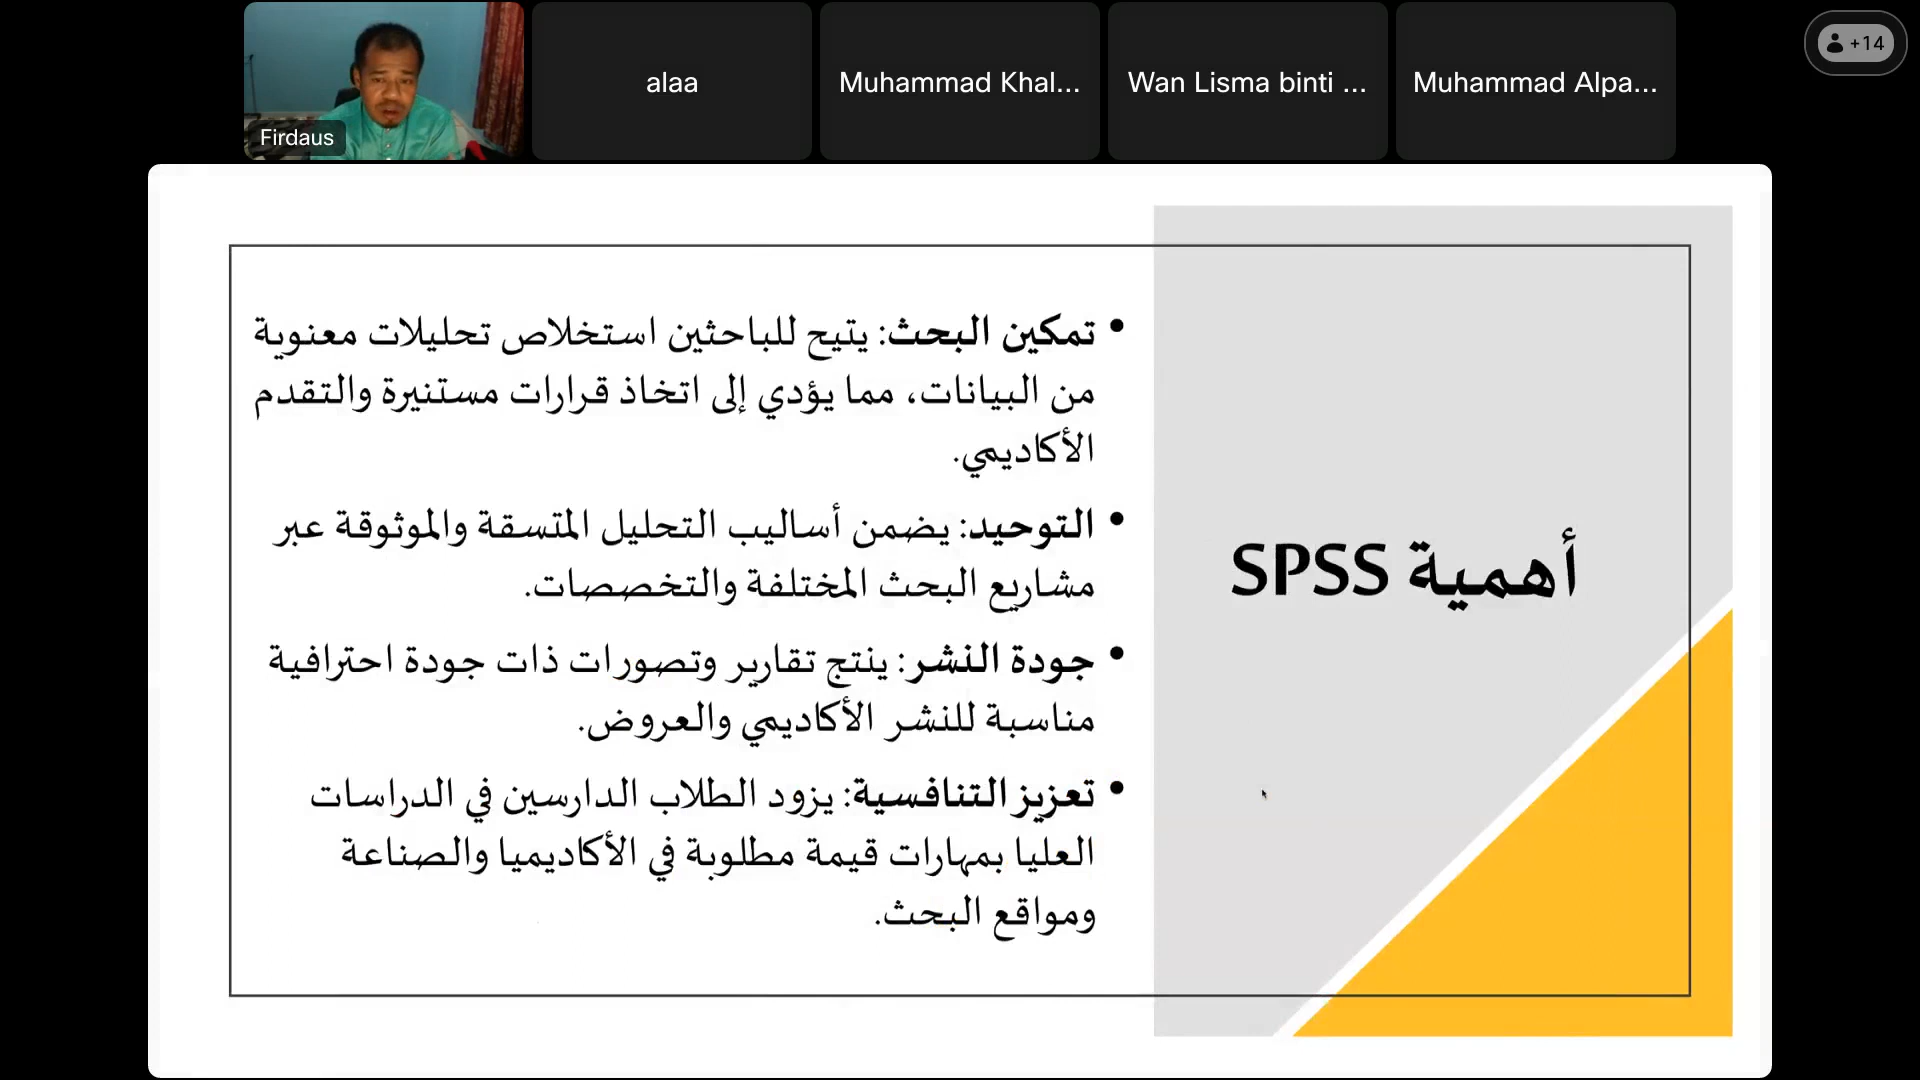 Firdaus
alaa
Muhammad Khal...
Wan Lisma binti ...
Muhammad Alpa...
+14
أهمية SPSS
• تمكين البحث: يتيح للباحثين استخلاص تحليلات معنوية
من البيانات، مما يؤدي إلى اتخاذ قرارات مستنيرة والتقدم
الأكاديمي.
• التوحيد: يضمن أساليب التحليل المتسقة والموثوقة عبر
مشاريع البحث المختلفة والتخصصات.
• جودة النشر: ينتج تقارير وتصورات ذات جودة احترافية
مناسبة للنشر الأكاديمي والعروض.
• تعزيز التنافسية: يزود الطلاب الدارسين في الدراسات
العليا بمهارات قيمة مطلوبة في الأكاديميا والصناعة
ومواقع البحث.